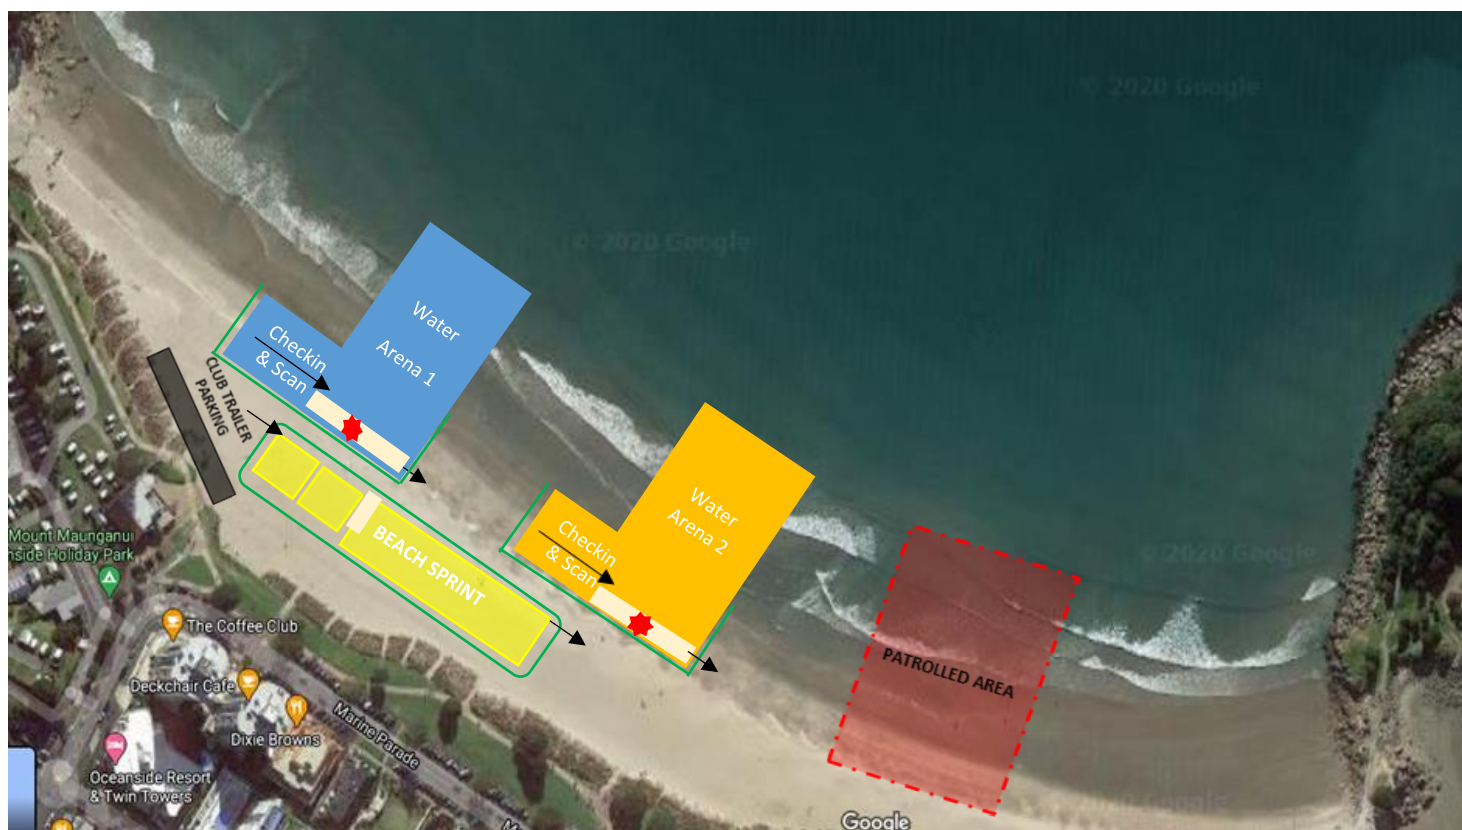 © 2020 Google
© 2020 Google
Water
Arena 1
Checkin
& Scan
CLUB TRAILER
PARKING
BEACH SPRINT
Water
Arena 2
Checkin
& Scan
© 2020 Google
PATROLLED AREA
Mount Maunganui
nside Holiday Park
The Coffee Club
Deckchair Cafe
Dixie Browns
Marine Parade
Oceanside Resort
& Twin Towers
Google